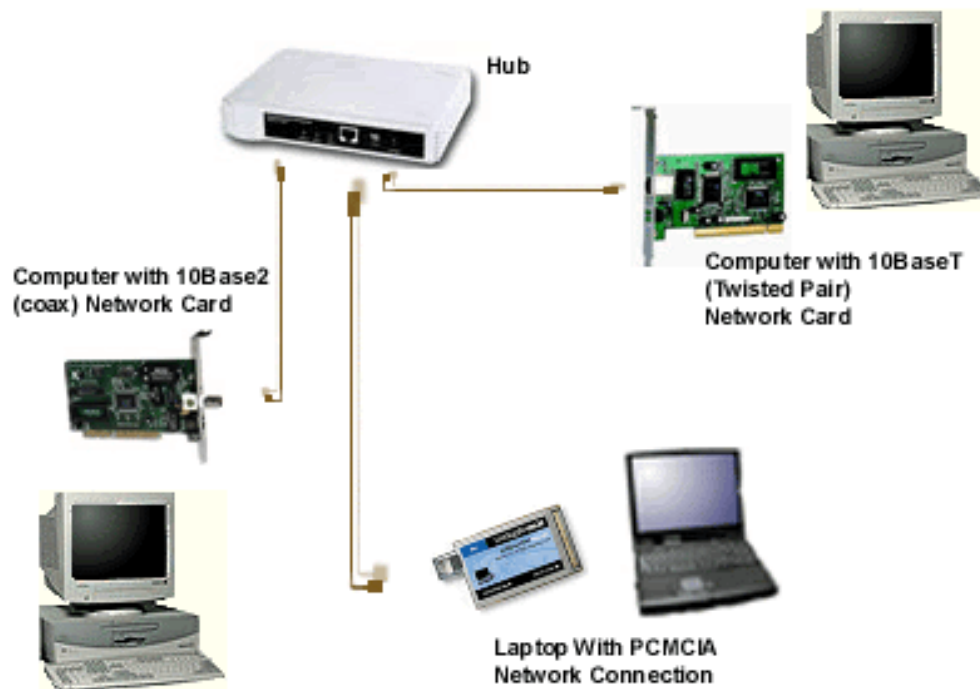 Hub
Computer with 10Base2
(coax) Network Card
Computer with 10BaseT
(Twisted Pair)
Network Card
Laptop With PCMCIA
Network Connection